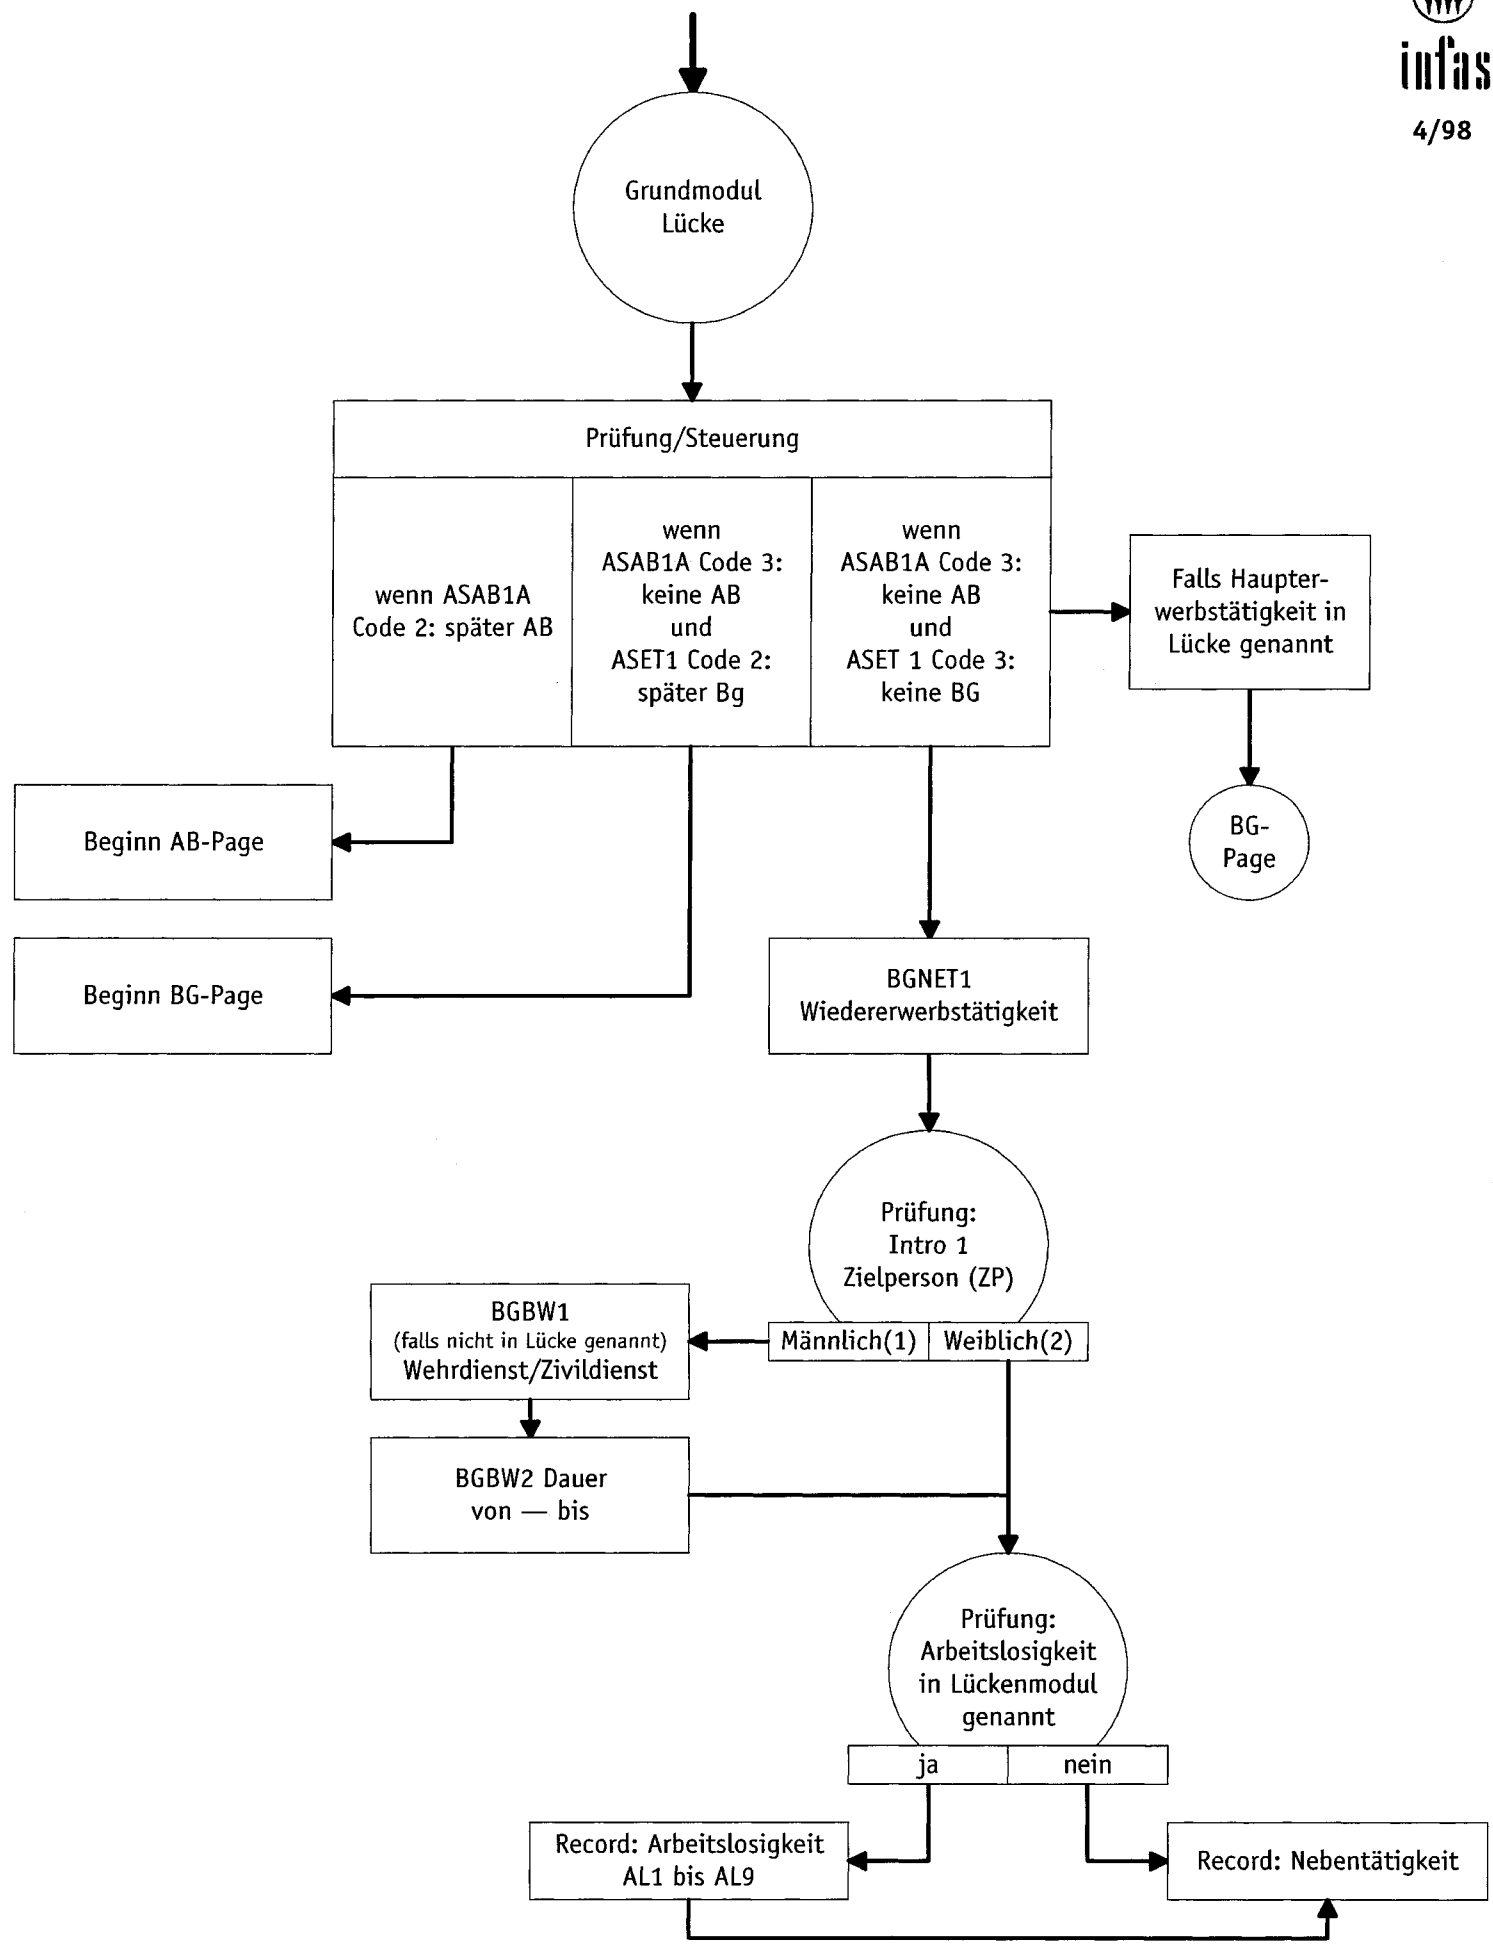 infas
4/98
Grundmodul
Lücke
Prüfung/Steuerung
wenn ASAB1A
Code 2: später AB
wenn
ASAB1A Code 3:
keine AB
und
ASET1 Code 2:
später Bg
wenn
ASAB1A Code 3:
keine AB
und
ASET 1 Code 3:
keine BG
Falls Haupter-
werbstätigkeit in
Lücke genannt
BG-
Page
Beginn AB-Page
Beginn BG-Page
BGNET1
Wiedererwerbstätigkeit
Prüfung:
Intro 1
Zielperson (ZP)
Männlich(1)
Weiblich(2)
BGBW1
(falls nicht in Lücke genannt)
Wehrdienst/Zivildienst
BGBW2 Dauer
von — bis
Prüfung:
Arbeitslosigkeit
in Lückenmodul
genannt
ja
nein
Record: Arbeitslosigkeit
AL1 bis AL9
Record: Nebentätigkeit